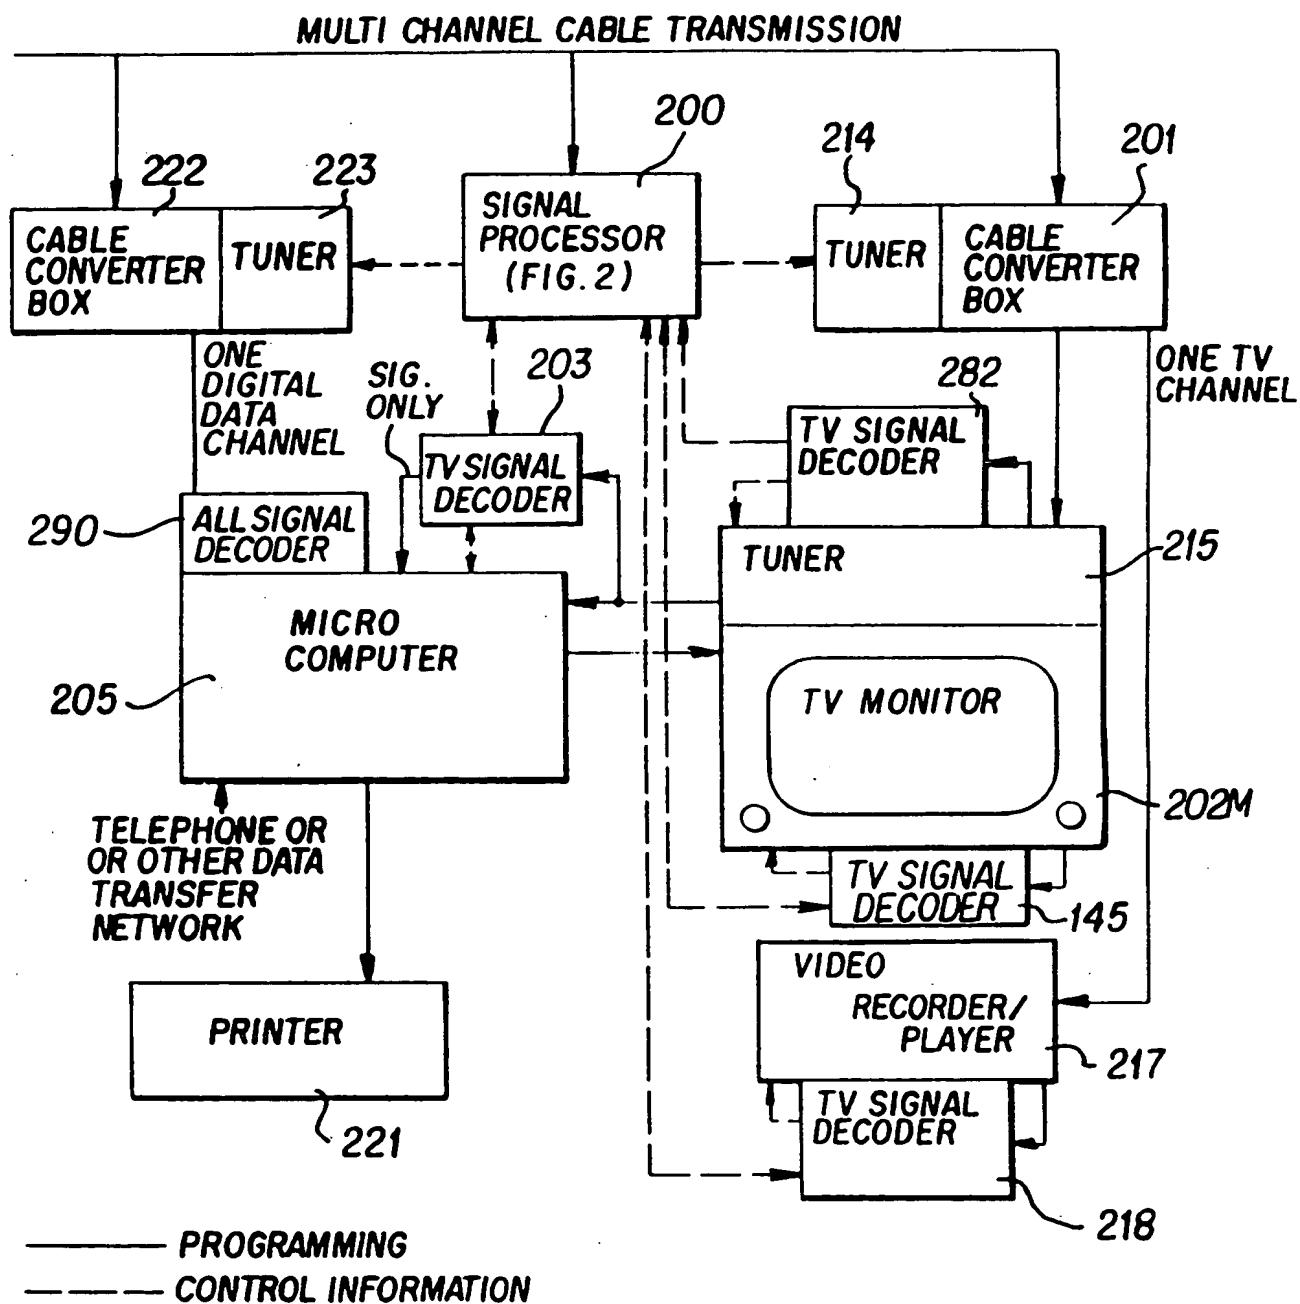 MULTI CHANNEL CABLE TRANSMISSION
200
214
201
222
223
SIGNAL
PROCESSOR
(FIG. 2)
CABLE
CONVERTER
BOX
TUNER
TUNER
CABLE
CONVERTER
BOX
ONE
DIGITAL
DATA
CHANNEL
SIG.
ONLY
203
282
ONE TV
CHANNEL
TV SIGNAL
DECODER
TV SIGNAL
DECODER
290
ALL SIGNAL
DECODER
TUNER
215
MICRO
COMPUTER
205
TV MONITOR
202M
TELEPHONE OR
OR OTHER DATA
TRANSFER
NETWORK
TV SIGNAL
DECODER
145
VIDEO
RECORDER/
PLAYER
217
PRINTER
221
TV SIGNAL
DECODER
218
PROGRAMMING
CONTROL INFORMATION